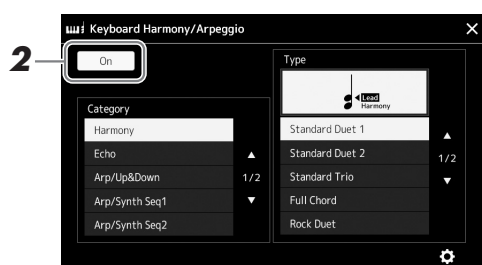 Keyboard Harmony/Arpeggio
2
On
Category
Harmony
Echo
Arp/Up&Down
Arp/Synth Seq1
Arp/Synth Seq2
1/2
Type
Lead
Harmony
Standard Duet 1
Standard Duet 2
Standard Trio
Full Chord
Rock Duet
1/2